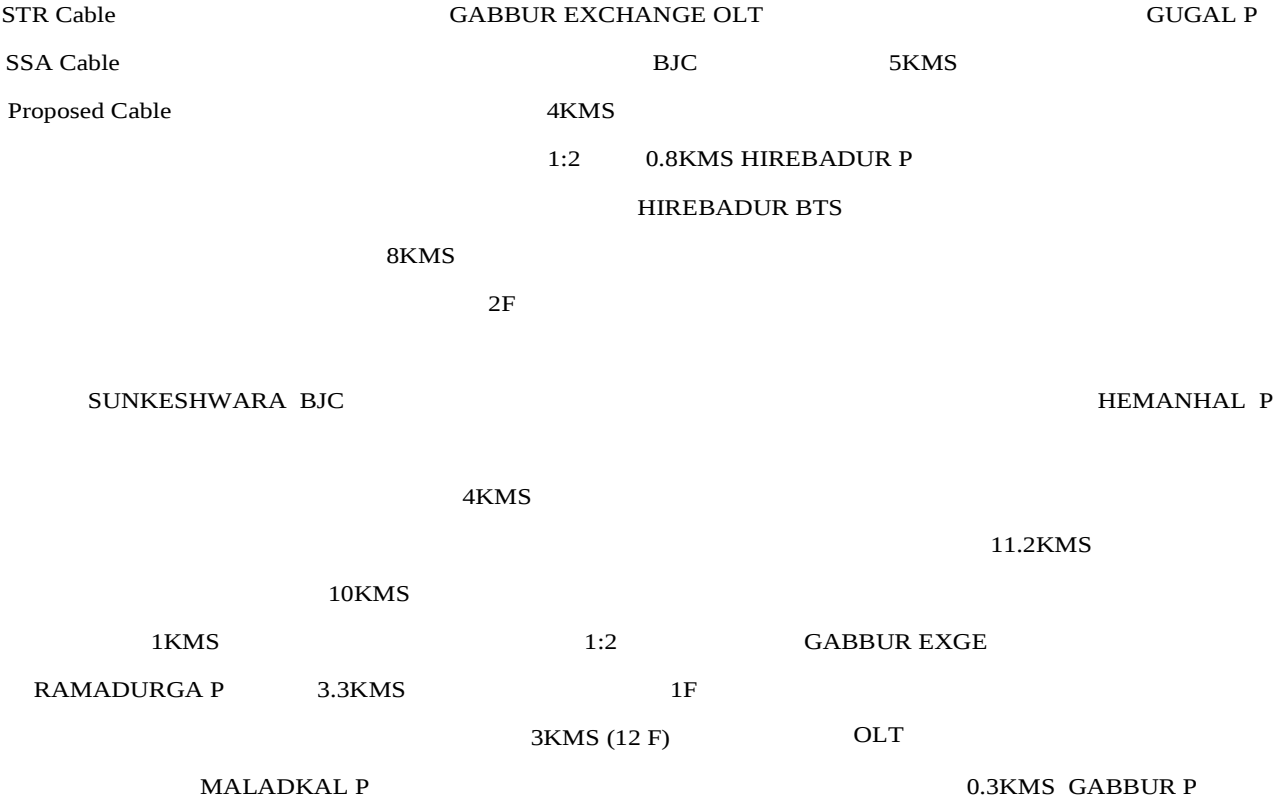 STR Cable GABBUR EXCHANGE OLT GUGAL P
SSA Cable BJC 5KMS
Proposed Cable 4KMS
1:2 0.8KMS HIREBADUR P
HIREBADUR BTS
8KMS
2F
SUNKESHWARA BJC HEMANHAL P
4KMS
11.2KMS
10KMS
1KMS 1:2 GABBUR EXGE
RAMADURGA P 3.3KMS 1F
3KMS (12 F) OLT
MALADKAL P 0.3KMS GABBUR P